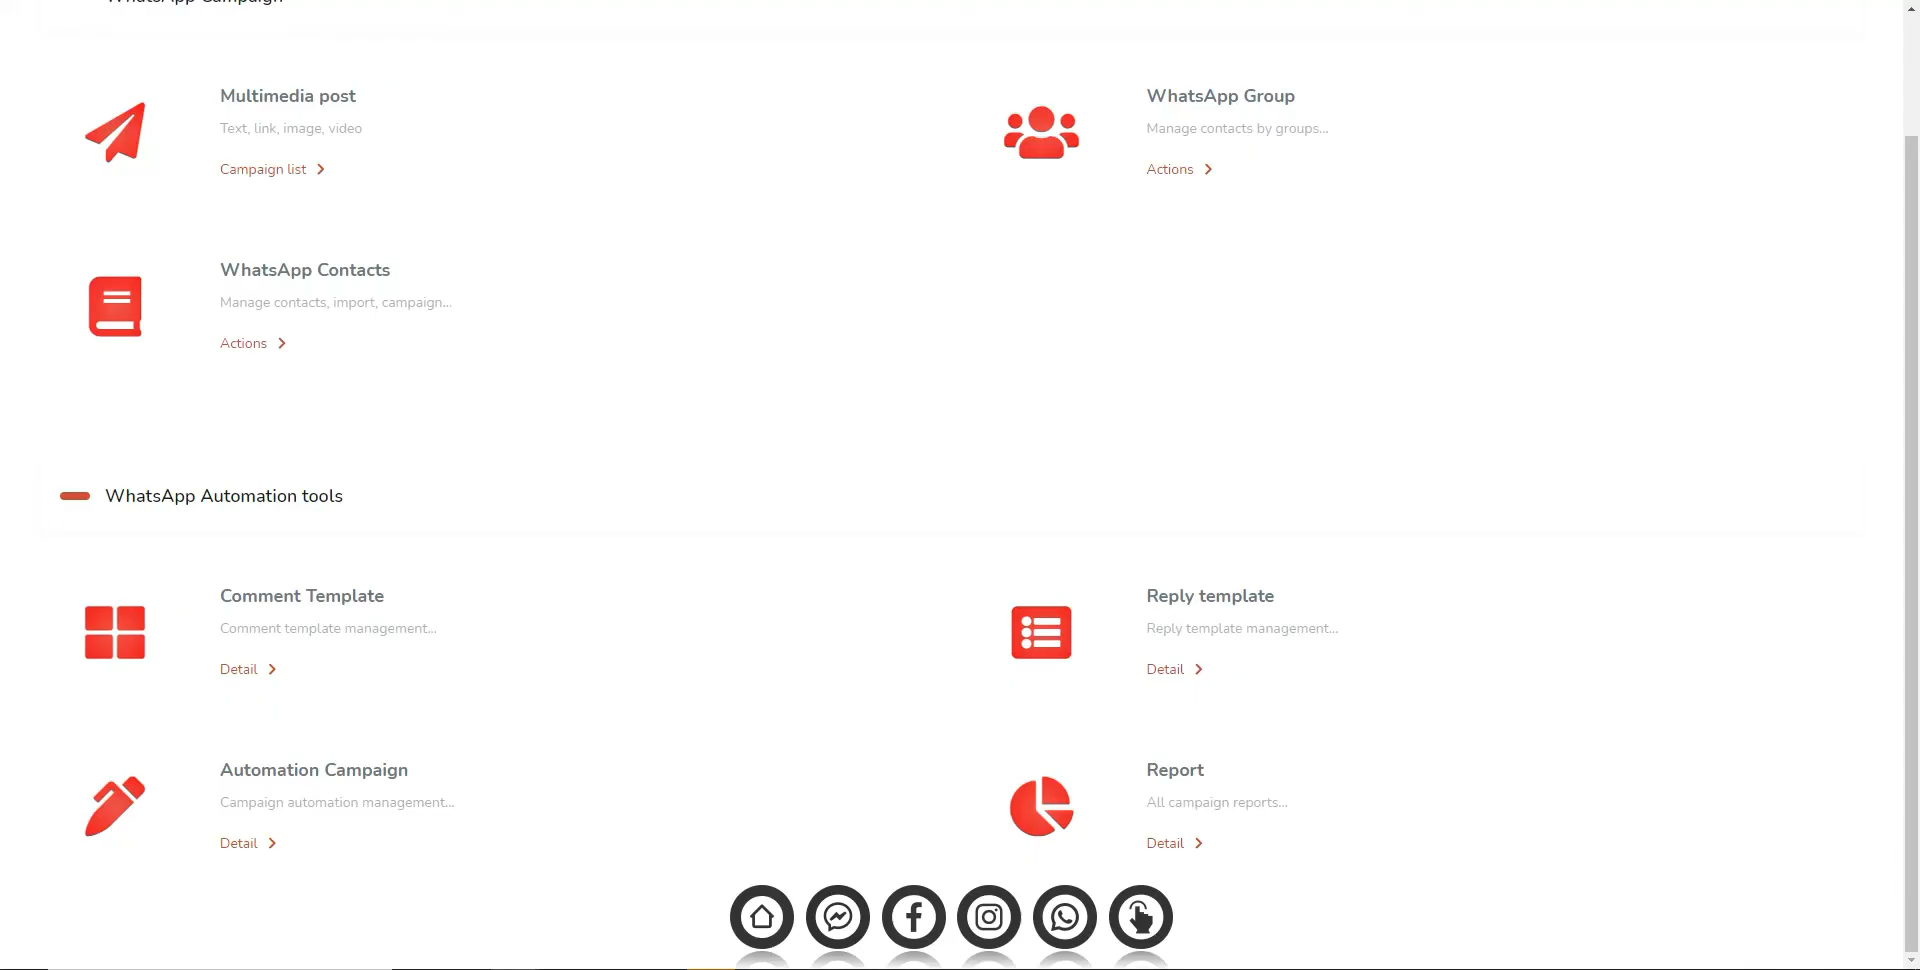 WhatsApp Campaign
Multimedia post
Text, link, image, video
Campaign list
WhatsApp Group
Manage contacts by groups...
Actions
WhatsApp Contacts
Manage contacts, import, campaign...
Actions
WhatsApp Automation tools
Comment Template
Comment template management...
Detail
Reply template
Reply template management...
Detail
Automation Campaign
Campaign automation management...
Detail
Report
All campaign reports...
Detail